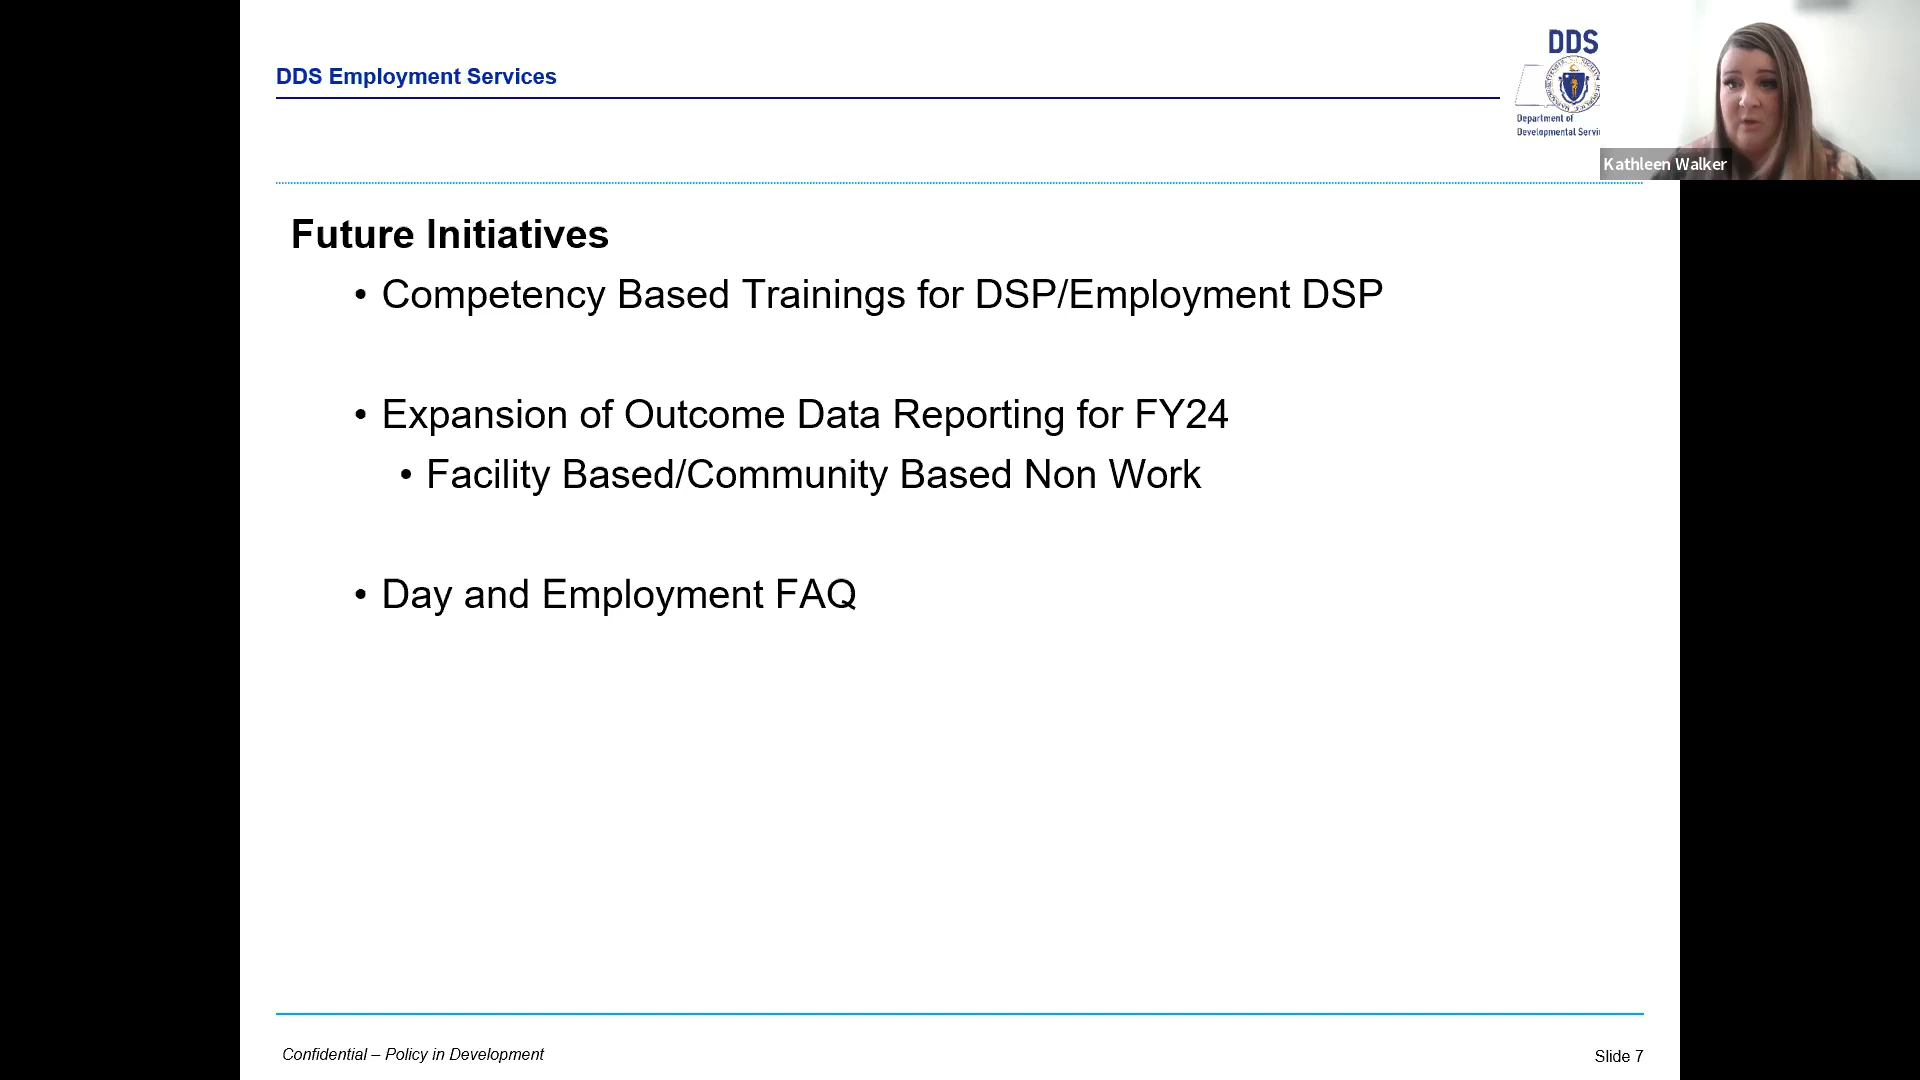 DDS Employment Services
DDS
Department of
Developmental Servi
Kathleen Walker
Future Initiatives
• Competency Based Trainings for DSP/Employment DSP
• Expansion of Outcome Data Reporting for FY24
• Facility Based/Community Based Non Work
• Day and Employment FAQ
Confidential – Policy in Development
Slide 7